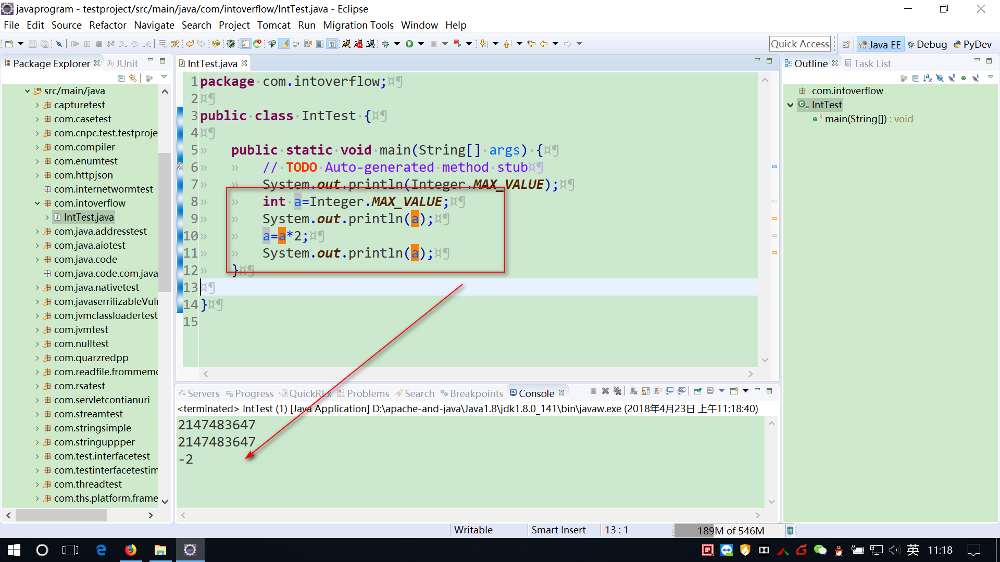 javaprogram - testproject/src/main/java/com/intoverflow/IntTest.java - Eclipse
File Edit Source Refactor Navigate Search Project Tomcat Run Migration Tools Window Help
Quick Access
Java EE
Debug
PyDev
Package Explorer
JUnit
src/main/java
capturetest
com.casetest
com.cnpc.test.testproje
com.compiler
com.enumtest
com.httpjson
com.internetwormtest
com.intoverflow
IntTest.java
com.java.addresstest
com.java.aiotest
com.java.code
com.java.code.com.java
com.java.nativetest
com.javaserrilizableVuln
com.jvmclassloadertest
com.jvmtest
com.nulltest
com.quarzredpp
com.readfile.frommemo
com.rsatest
com.servletcontianuri
com.streamtest
com.stringsimple
com.stringuppper
com.test.interfacetest
com.testinterfacetestim
com.threadtest
com.ths.platform.frame
IntTest.java
1 package·com.intoverflow;¤¶
2 ¤¶
3 public·class·IntTest·{¤¶
4 ¤¶
5 » public·static·void·main(String[]·args)·{¤¶
6 » » //·TODO·Auto-generated·method·stub¤¶
7 » » System.out.println(Integer.MAX_VALUE);¤¶
8 » » int·a=Integer.MAX_VALUE;¤¶
9 » » System.out.println(a);¤¶
10 » » a=a*2;¤¶
11 » » System.out.println(a);¤¶
12 » }¤¶
13 ¤¶
14 }¤¶
15
Outline
Task List
com.intoverflow
IntTest
main(String[]) : void
Servers Progress QuickREx Problems Search Breakpoints Console
<terminated> IntTest (1) [Java Application] D:\apache-and-java\Java1.8\jdk1.8.0_141\bin\javaw.exe (2018年4月23日 上午11:18:40)
2147483647
2147483647
-2
Writable
Smart Insert
13 : 1
189M of 546M
英
11:18